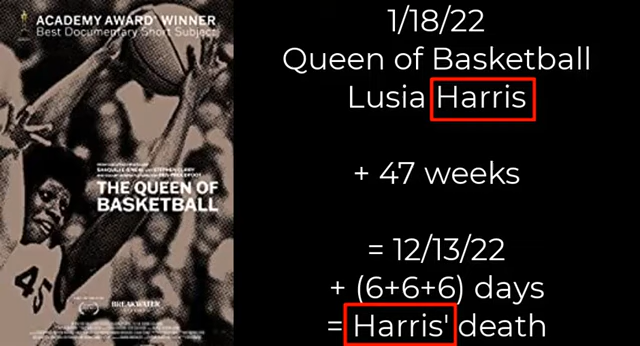 ACADEMY AWARD® WINNER
Best Documentary Short Subject
THE QUEEN OF
BASKETBALL
45
BREAKWATER
1/18/22
Queen of Basketball
Lusia Harris
+ 47 weeks
= 12/13/22
+ (6+6+6) days
= Harris' death